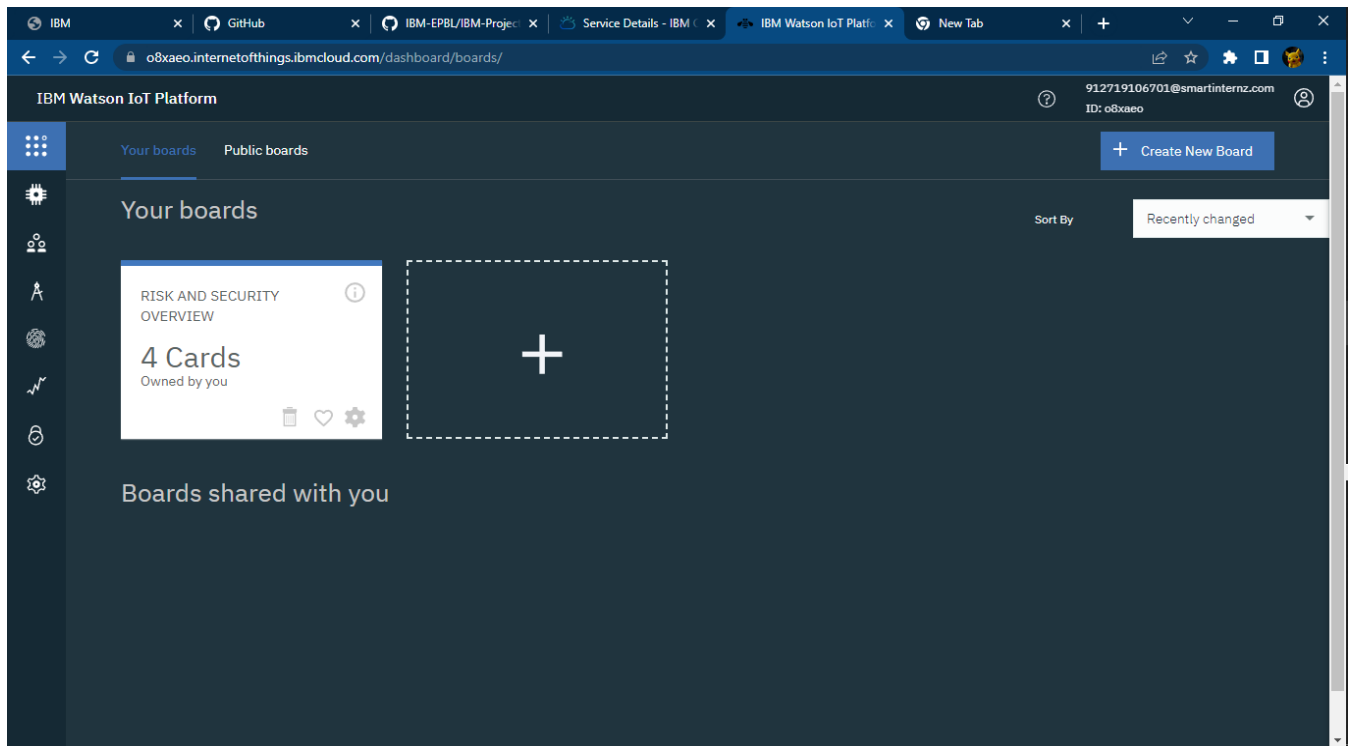 IBM
GitHub
IBM-EPBL/IBM-Project
Service Details - IBM C
IBM Watson IoT Platfo
New Tab
o8xaeo.internetofthings.ibmcloud.com/dashboard/boards/
IBM Watson IoT Platform
912719106701@smartinternz.com
ID: o8xaeo
Your boards
Public boards
+ Create New Board
Your boards
Sort By
Recently changed
RISK AND SECURITY
OVERVIEW
4 Cards
Owned by you
Boards shared with you